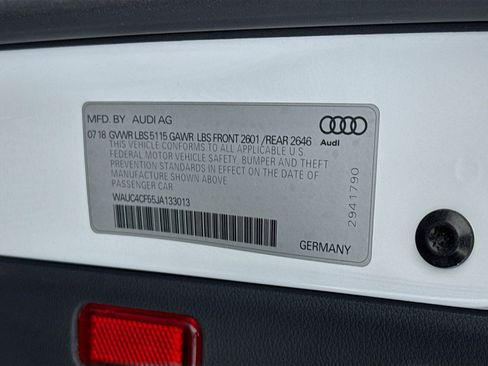 MFD. BY AUDI AG
07 18 GVWR LBS 5115 GAWR LBS FRONT 2601 / REAR 2646
THIS VEHICLE CONFORMS TO ALL APPLICABLE U.S.
FEDERAL MOTOR VEHICLE SAFETY, BUMPER AND THEFT
PREVENTION STANDARDS IN EFFECT ON THE DATE OF
MANUFACTURE SHOWN ABOVE.
PASSENGER CAR
WAUC4CF55JA133013
GERMANY
Audi
2941790